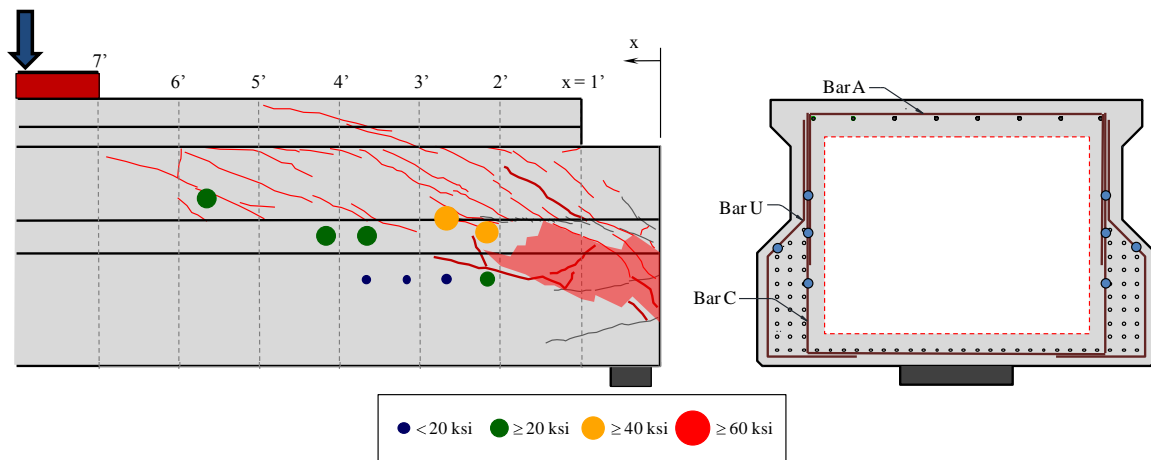 x
7’ 6’ 5’ 4’ 3’ 2’ x = 1’
Bar A
Bar U
Bar C
< 20 ksi ≥ 20 ksi ≥ 40 ksi ≥ 60 ksi